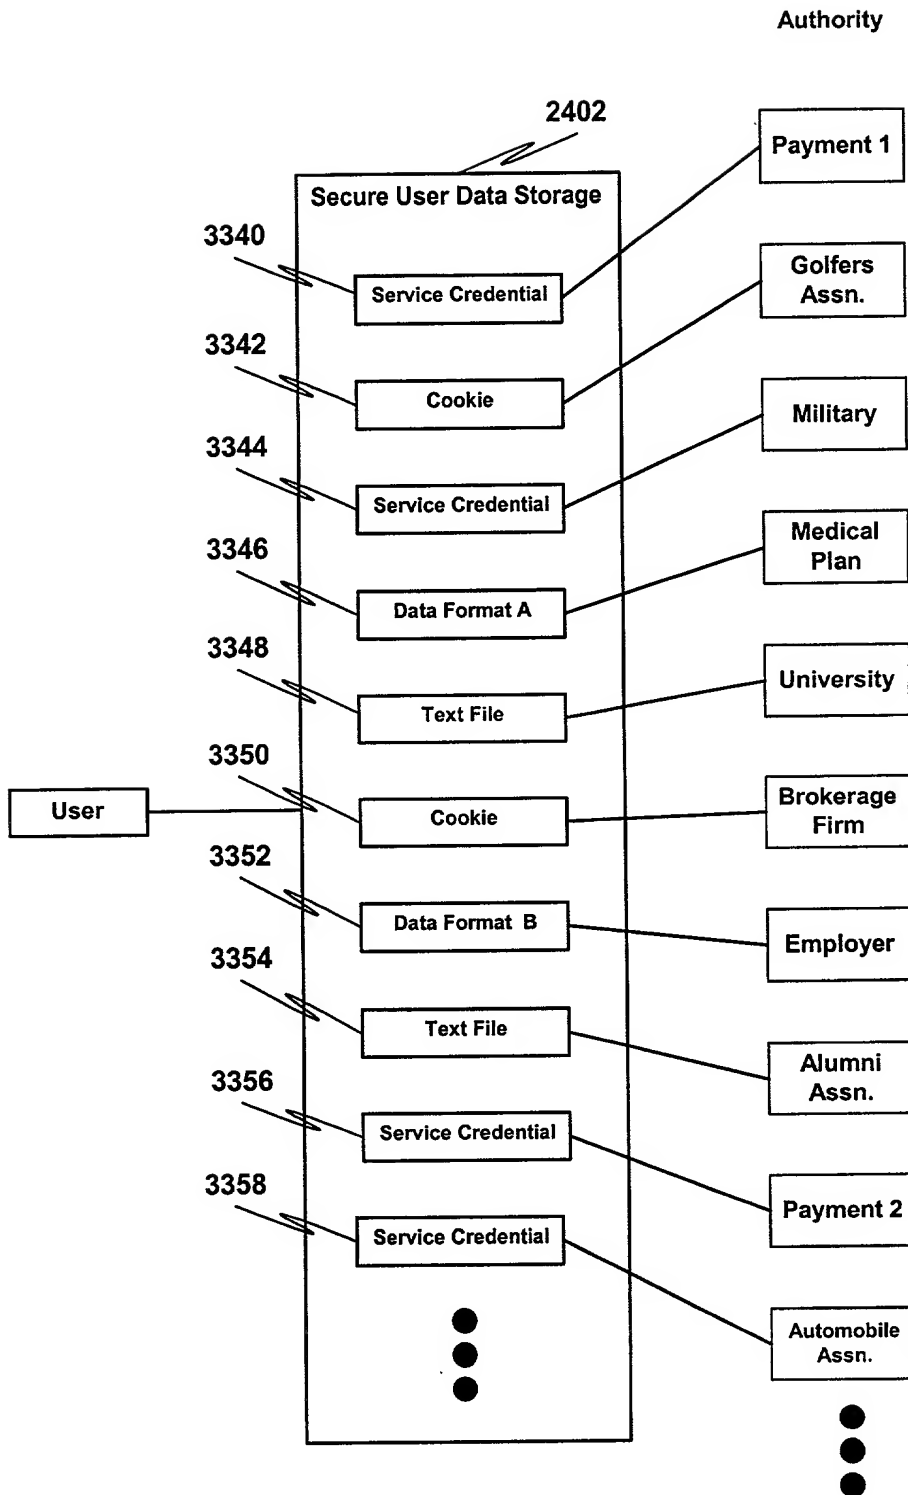 Authority
2402
Payment 1
Secure User Data Storage
3340
Golfers
Assn.
Service Credential
3342
Cookie
Military
3344
Service Credential
Medical
Plan
3346
Data Format A
3348
University
Text File
3350
Brokerage
Firm
User
Cookie
3352
Data Format B
Employer
3354
Text File
Alumni
Assn.
3356
Service Credential
3358
Payment 2
Service Credential
Automobile
Assn.